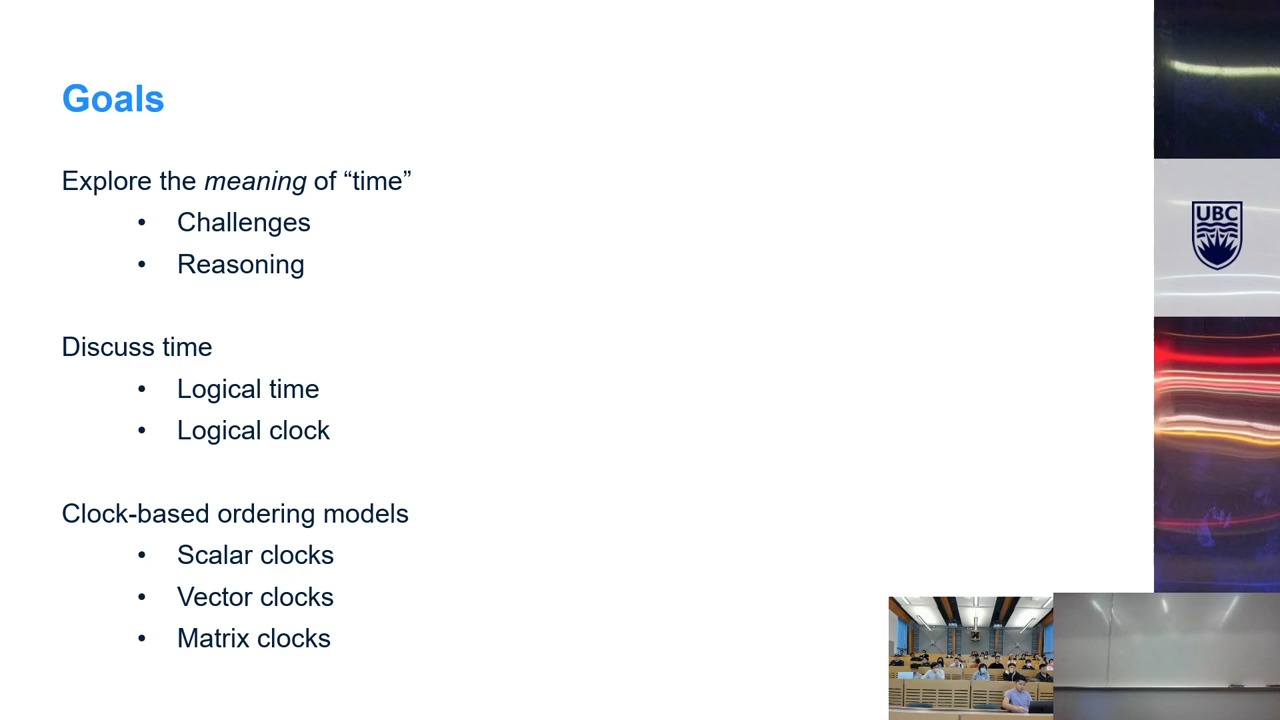 Goals
Explore the meaning of “time”
• Challenges
• Reasoning
Discuss time
• Logical time
• Logical clock
Clock-based ordering models
• Scalar clocks
• Vector clocks
• Matrix clocks
UBC